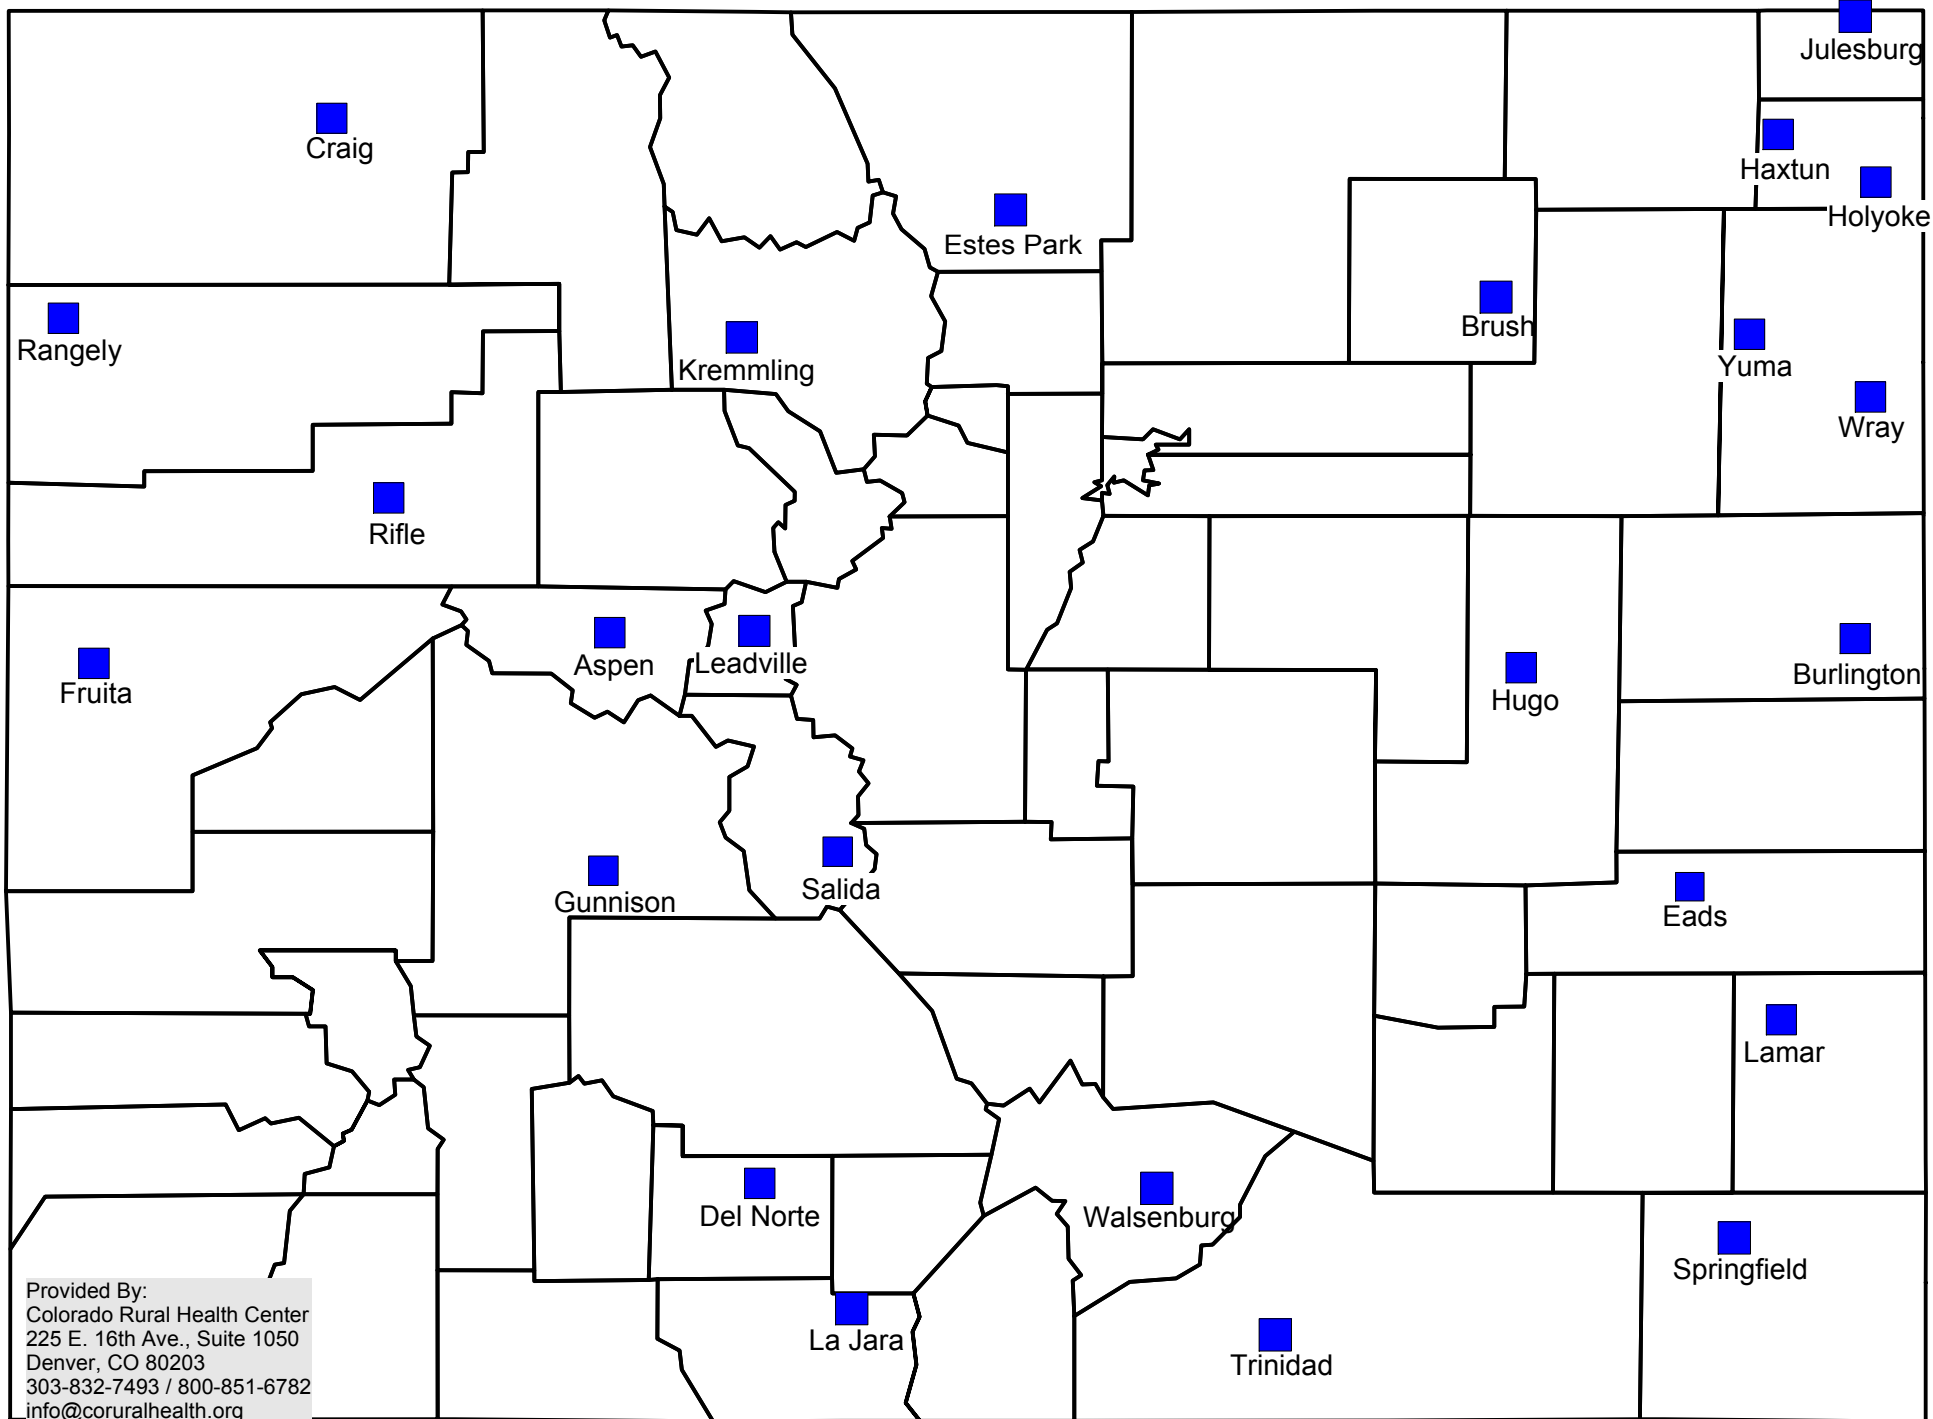 Julesburg
Craig
Haxtun
Holyoke
Estes Park
Brush
Rangely
Kremmling
Yuma
Wray
Rifle
Aspen
Leadville
Fruita
Hugo
Burlington
Gunnison
Salida
Eads
Lamar
Del Norte
Walsenburg
Springfield
La Jara
Trinidad
Provided By:
Colorado Rural Health Center
225 E. 16th Ave., Suite 1050
Denver, CO 80203
303-832-7493 / 800-851-6782
info@coruralhealth.org